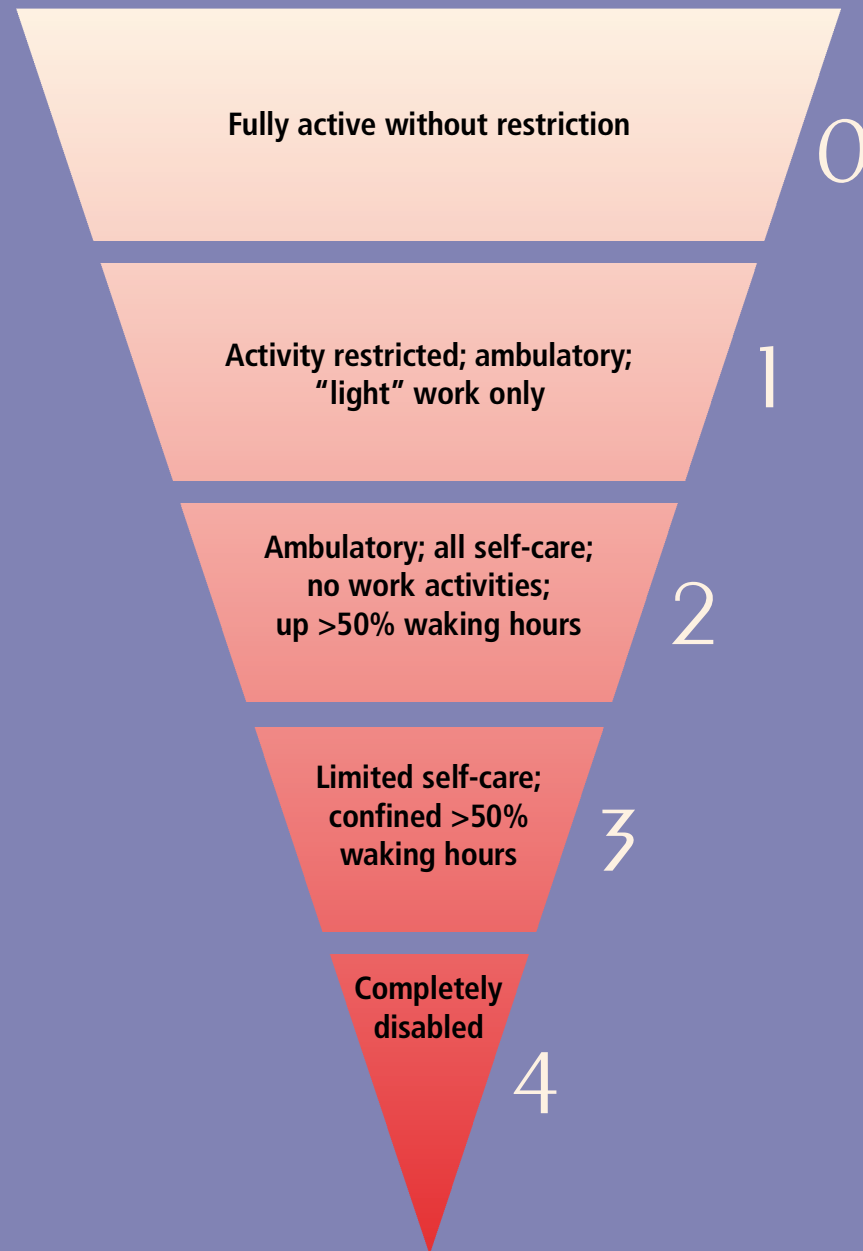 Fully active without restriction
0
Activity restricted; ambulatory;
“light” work only
1
Ambulatory; all self-care;
no work activities;
up >50% waking hours
2
Limited self-care;
confined >50%
waking hours
3
Completely
disabled
4